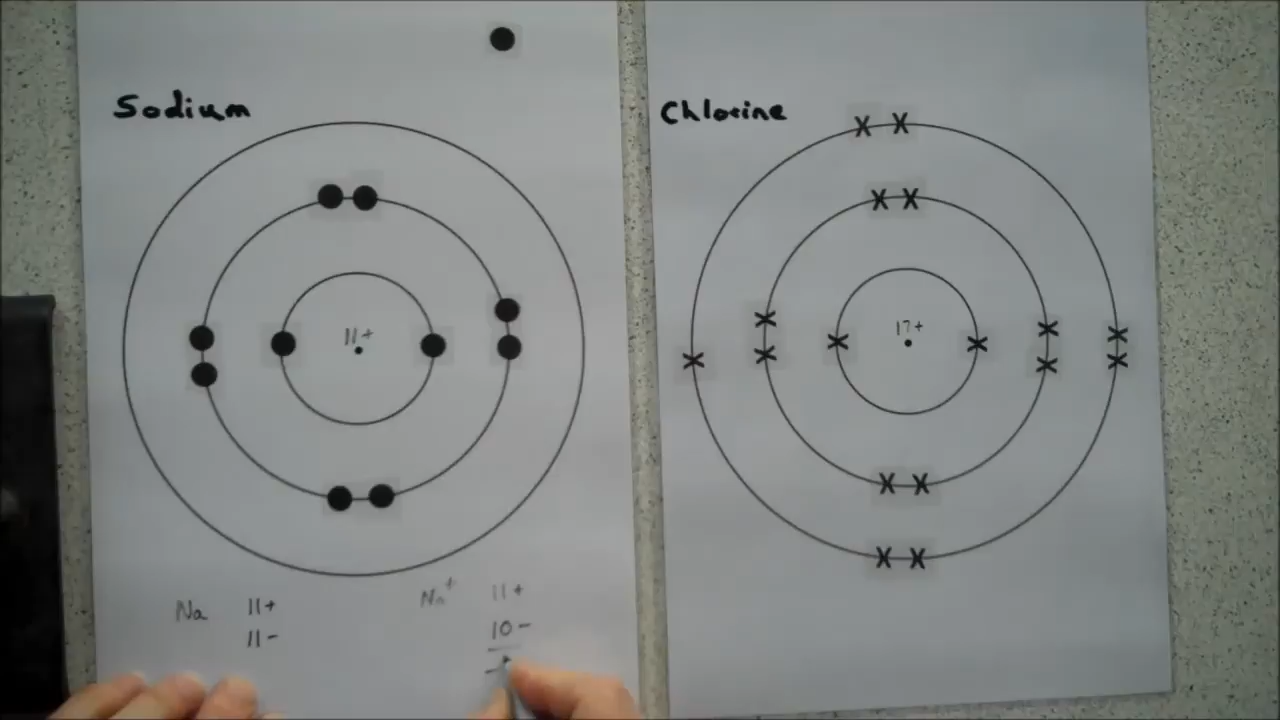 Sodium
11+
Na 11+
11-
Na+ 11+
10-
Chlorine
17+